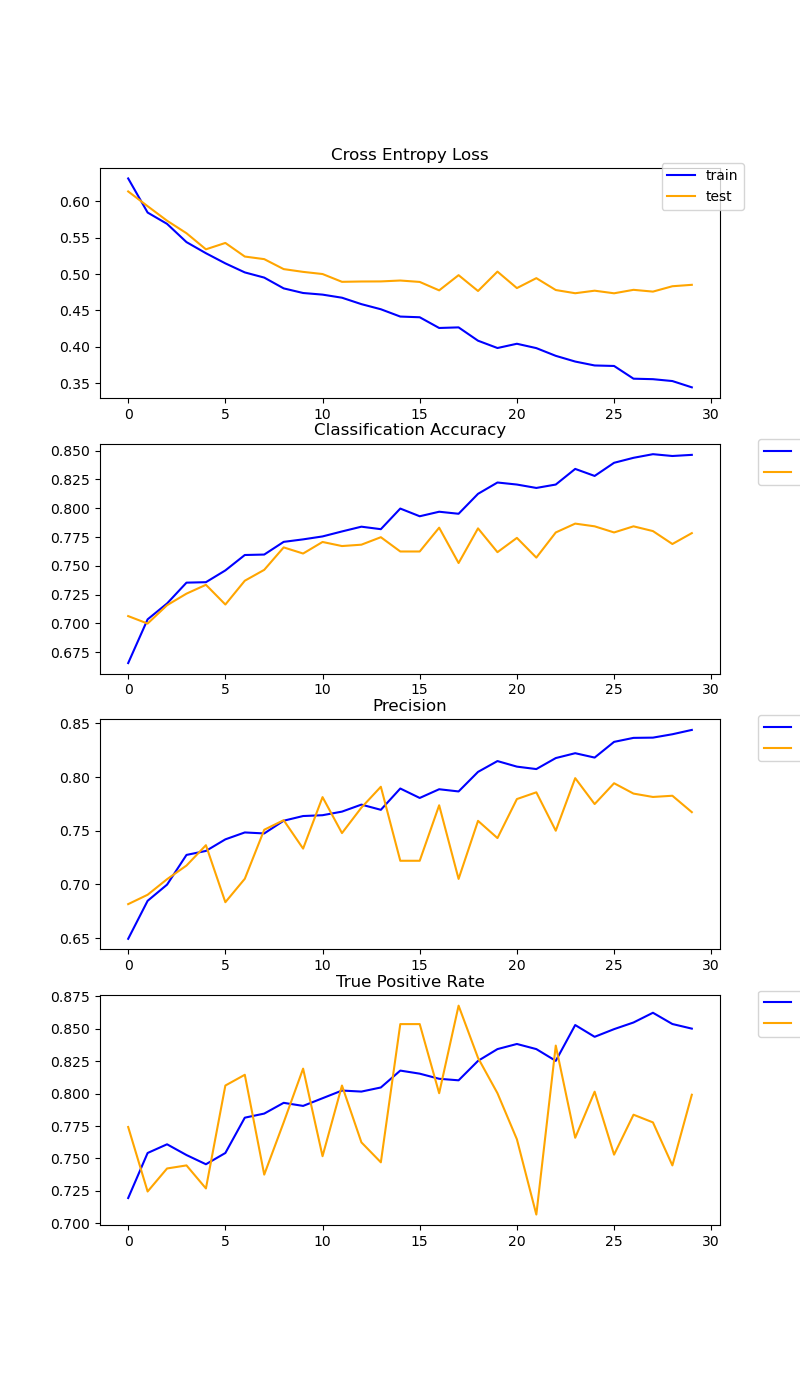 Cross Entropy Loss
train
test
0.60
0.55
0.50
0.45
0.40
0.35
0 5 10 15 20 25 30
Classification Accuracy
0.850
0.825
0.800
0.775
0.750
0.725
0.700
0.675
0 5 10 15 20 25 30
Precision
0.85
0.80
0.75
0.70
0.65
0 5 10 15 20 25 30
True Positive Rate
0.875
0.850
0.825
0.800
0.775
0.750
0.725
0.700
0 5 10 15 20 25 30